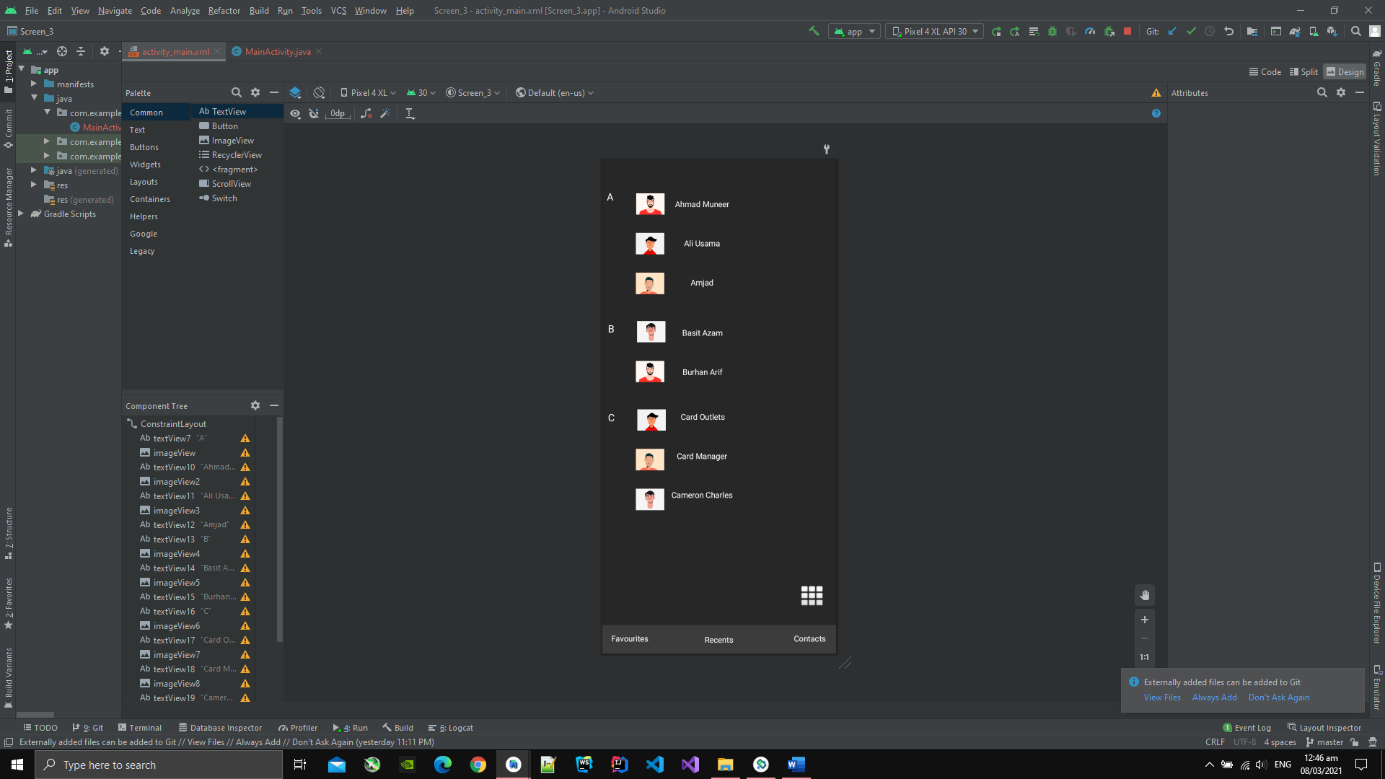 File Edit View Navigate Code Analyze Refactor Build Run Tools VCS Window Help Screen_3 - activity_main.xml [Screen_3.app] - Android Studio
Screen_3
app
Pixel 4 XL API 30
Git:
1: Project
Commit
Resource Manager
Z: Structure
2: Favorites
Build Variants
app
manifests
java
com.example
MainActiv
com.example
com.example
java (generated)
res
res (generated)
Gradle Scripts
activity_main.xml
MainActivity.java
Code Split Design
Palette
Common
Text
Buttons
Widgets
Layouts
Containers
Helpers
Google
Legacy
Ab TextView
Button
ImageView
RecyclerView
<> <fragment>
ScrollView
Switch
Pixel 4 XL
30
Screen_3
Default (en-us)
0dp
Attributes
Component Tree
ConstraintLayout
Ab textView7 "A"
imageView
Ab textView10 "Ahmad...
imageView2
Ab textView11 "Ali Usa...
imageView3
Ab textView12 "Amjad"
Ab textView13 "B"
imageView4
Ab textView14 "Basit A...
imageView5
Ab textView15 "Burhan...
Ab textView16 "C"
imageView6
Ab textView17 "Card O...
imageView7
Ab textView18 "Card M...
imageView8
Ab textView19 "Camer...
A
Ahmad Muneer
Ali Usama
Amjad
B
Basit Azam
Burhan Arif
C
Card Outlets
Card Manager
Cameron Charles
Favourites Recents Contacts
1:1
Gradle
Layout Validation
Device File Explorer
Emulator
Externally added files can be added to Git
View Files Always Add Don't Ask Again
TODO 9: Git Terminal Database Inspector Profiler 4: Run Build 6: Logcat
1 Event Log Layout Inspector
Externally added files can be added to Git // View Files // Always Add // Don't Ask Again (yesterday 11:11 PM)
CRLF UTF-8 4 spaces master
Type here to search
WS
ENG
12:46 am
08/03/2021